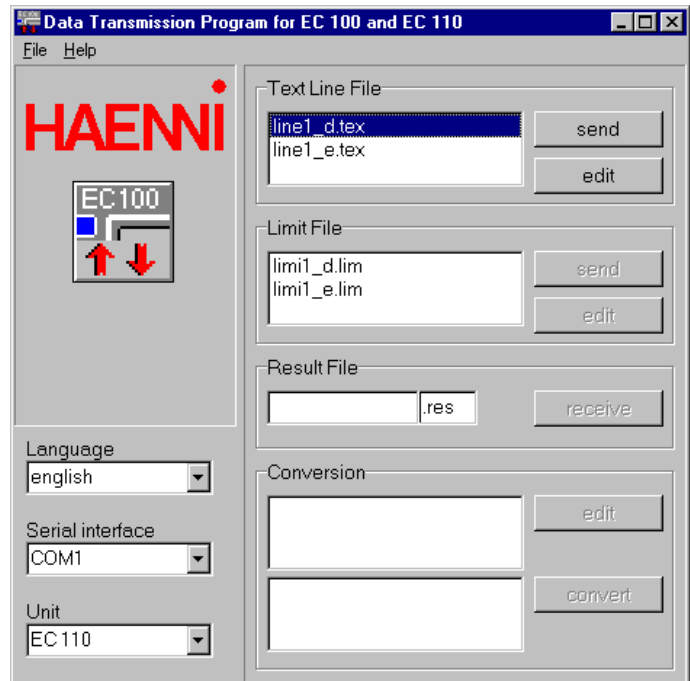 Data Transmission Program for EC 100 and EC 110
File Help
HAENNI
EC100
Language
english
Serial interface
COM1
Unit
EC 110
Text Line File
line1_d.tex
line1_e.tex
send
edit
Limit File
limi1_d.lim
limi1_e.lim
send
edit
Result File
.res
receive
Conversion
edit
convert